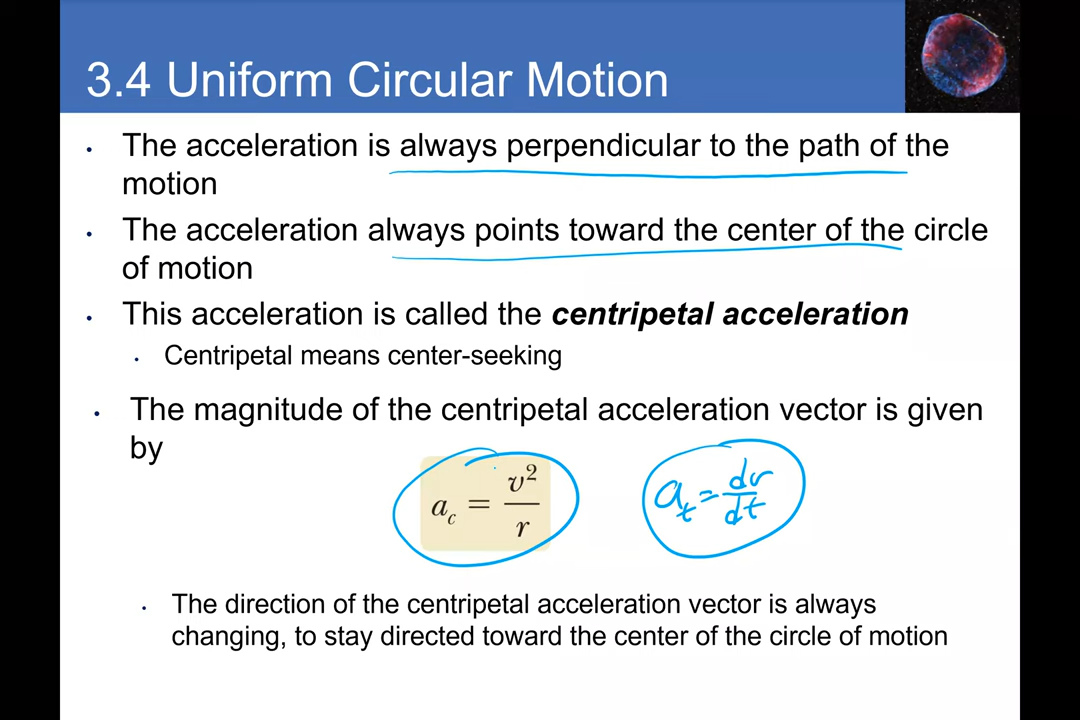 3.4 Uniform Circular Motion
• The acceleration is always perpendicular to the path of the
motion
• The acceleration always points toward the center of the circle
of motion
• This acceleration is called the centripetal acceleration
• Centripetal means center-seeking
• The magnitude of the centripetal acceleration vector is given
by
a_c = v²/r
a_t = dv/dt
• The direction of the centripetal acceleration vector is always
changing, to stay directed toward the center of the circle of motion